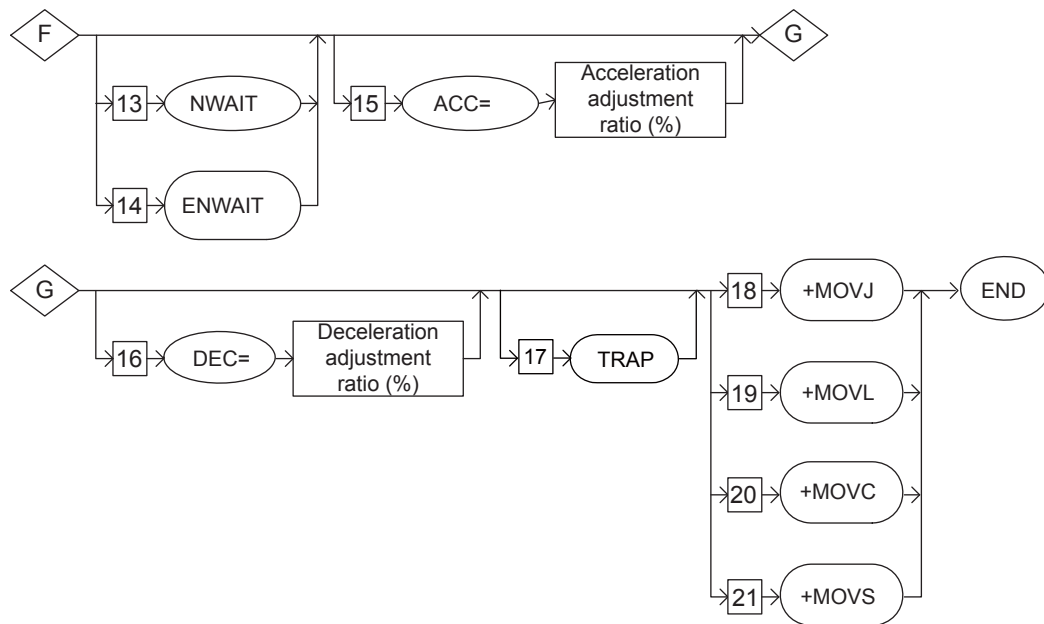 F
G
13
NWAIT
15
ACC=
Acceleration
adjustment
ratio (%)
14
ENWAIT
G
18
+MOVJ
END
16
DEC=
Deceleration
adjustment
ratio (%)
17
TRAP
19
+MOVL
20
+MOVC
21
+MOVS